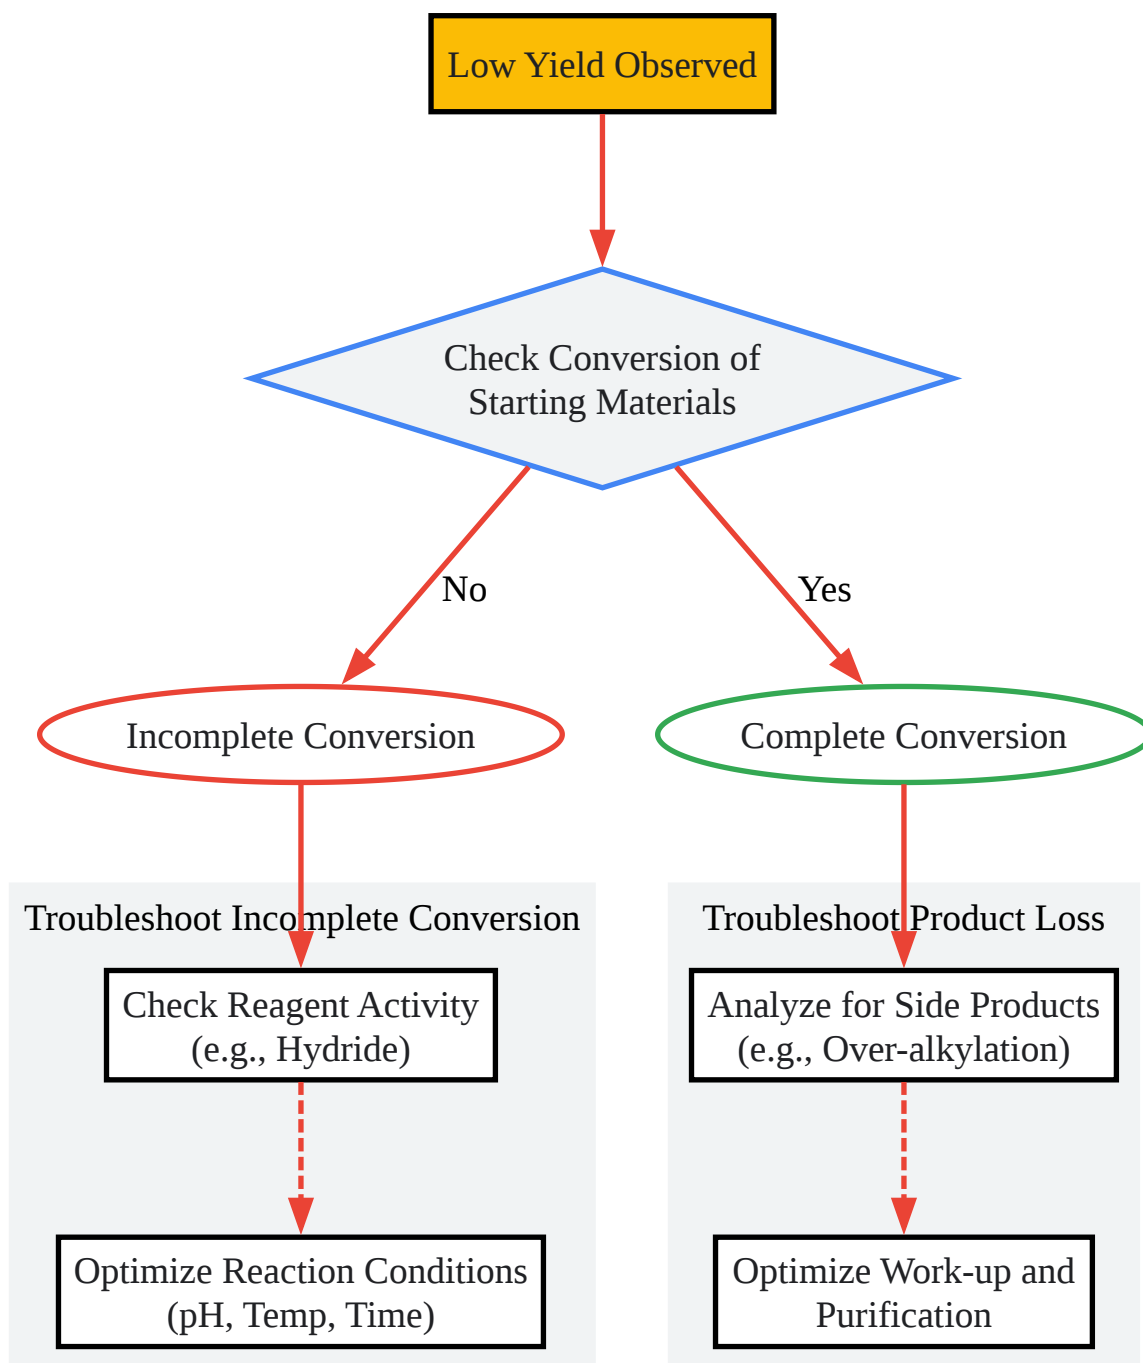 Low Yield Observed
Check Conversion of
Starting Materials
No
Yes
Incomplete Conversion
Complete Conversion
Troubleshoot Incomplete Conversion
Check Reagent Activity
(e.g., Hydride)
Optimize Reaction Conditions
(pH, Temp, Time)
Troubleshoot Product Loss
Analyze for Side Products
(e.g., Over-alkylation)
Optimize Work-up and
Purification